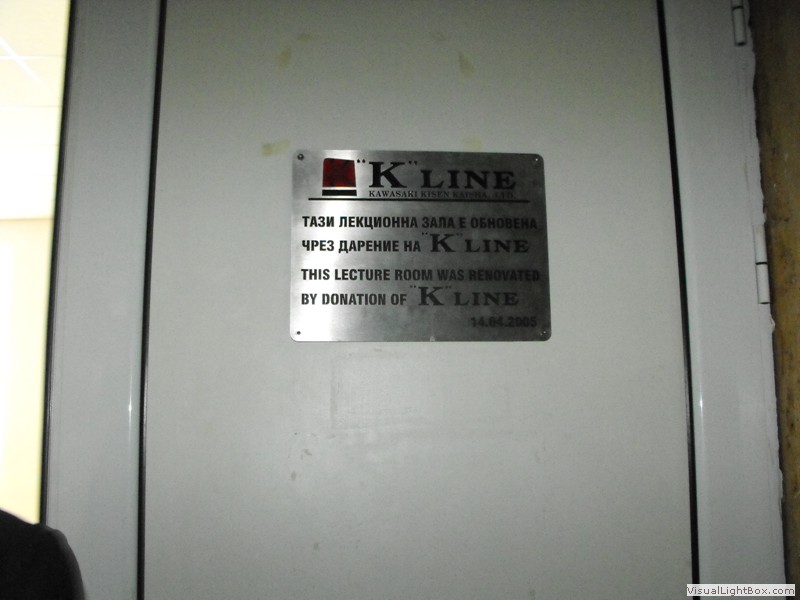 "K" LINE
KAWASAKI KISEN KAISHA, LTD.
ТАЗИ ЛЕКЦИОННА ЗАЛА Е ОБНОВЕНА
ЧРЕЗ ДАРЕНИЕ НА "K" LINE
THIS LECTURE ROOM WAS RENOVATED
BY DONATION OF "K" LINE
14.04.2005
VisualLightBox.com